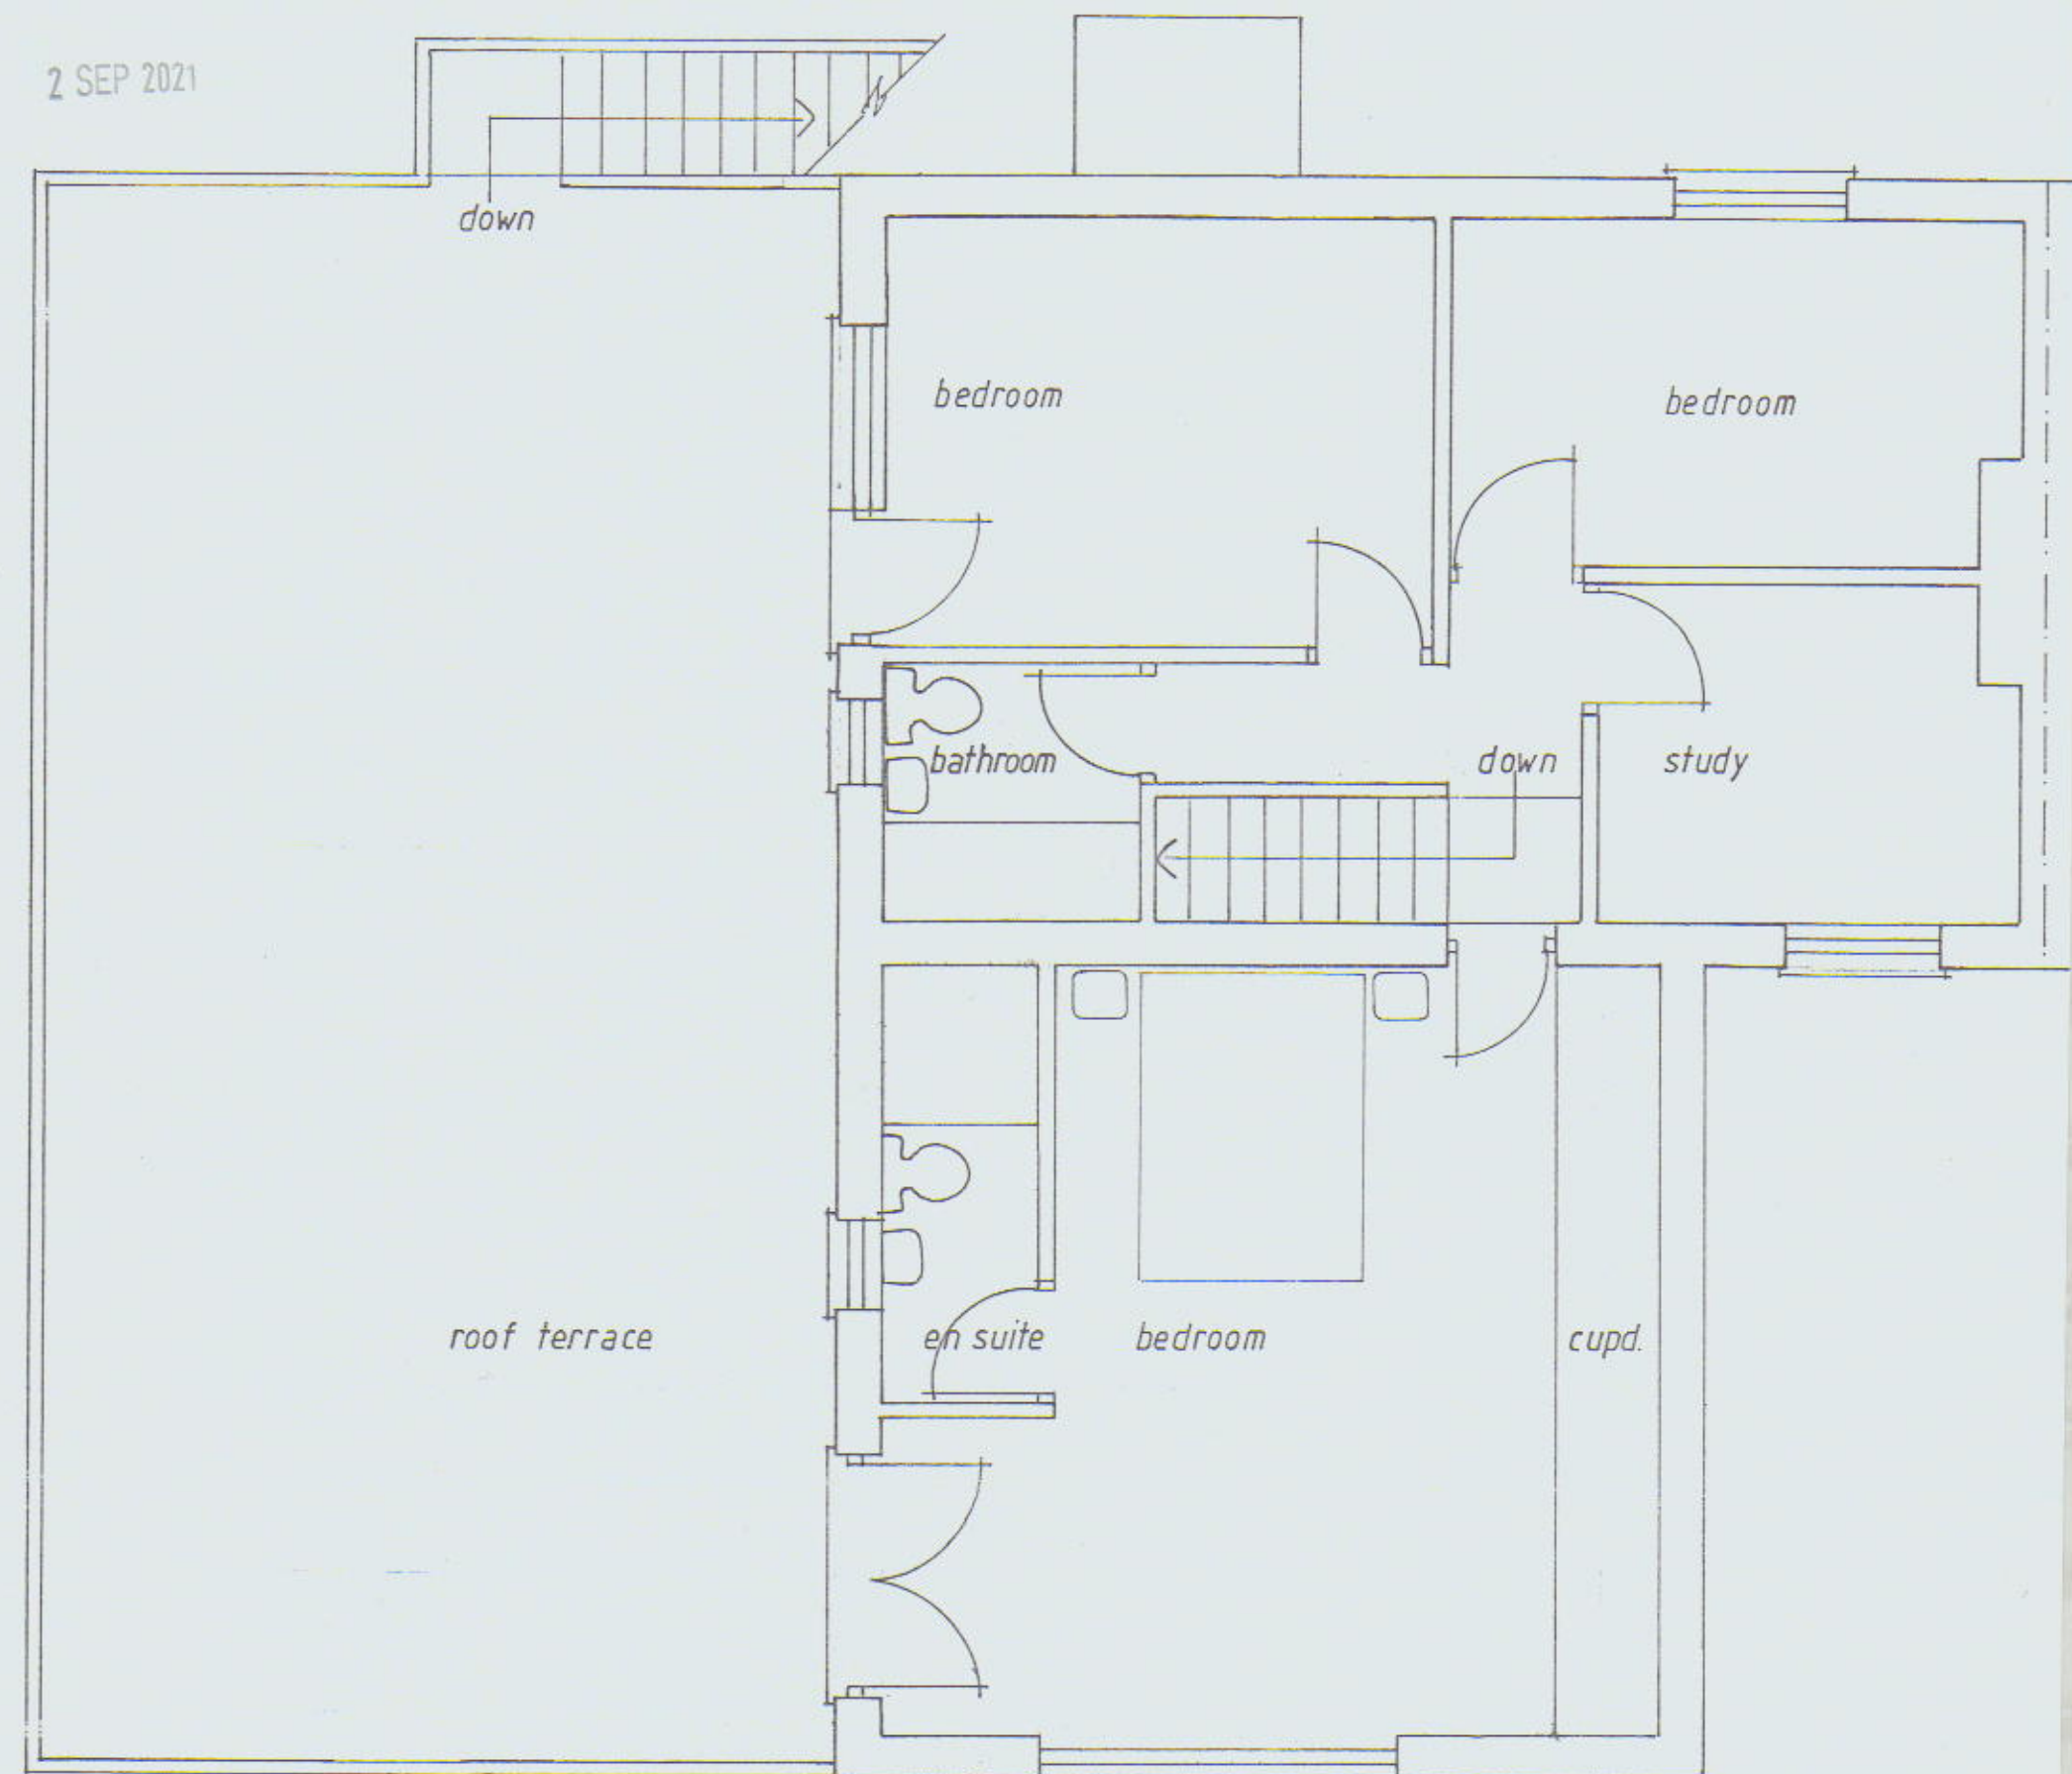 2 SEP 2021
down
bedroom
bedroom
bathroom
down
study
roof terrace
en suite
bedroom
cupd.